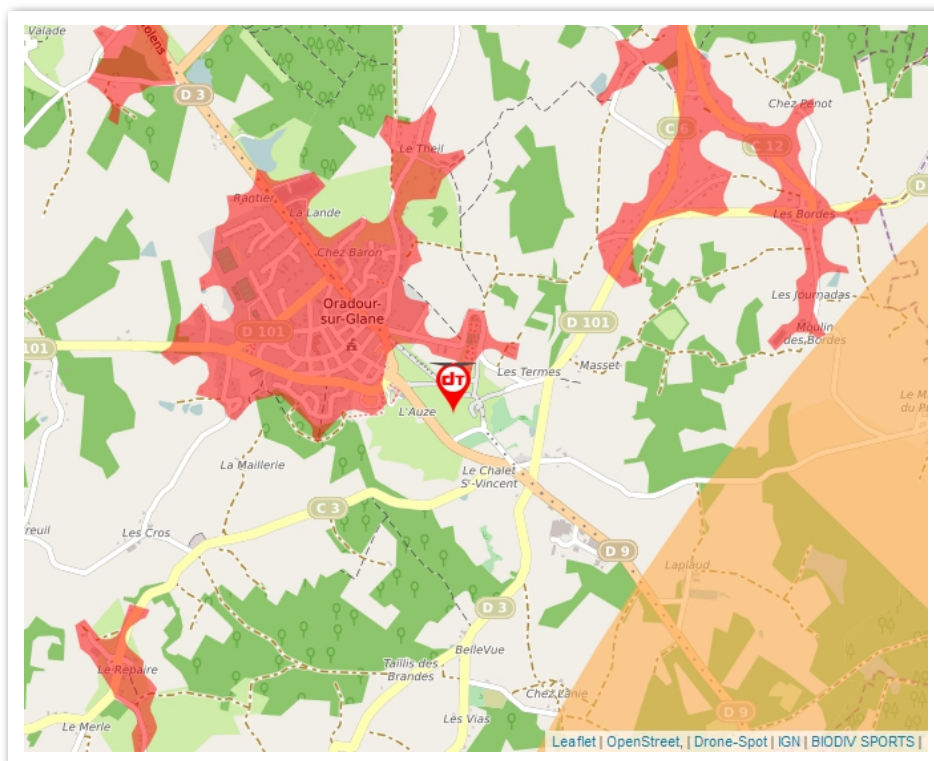 Valade
D 3
Chez Penot
C 6
C 12
Le Theil
D
Rantier
La Lande
Les Bordes
Chez Baron
Oradour-
sur-Glane
D 101
Les Journadas
D 101
Moulin
des Bordes
101
Les Termes
Masset
dT
L'Auze
La Maillerie
Le Chalet
St-Vincent
C 3
Les Cros
reuil
D 9
Laplaud
D 3
BelleVue
Le Repaire
Taillis des
Brandes
Chez Lanie
Le Merle
Les Vias
D 9
Leaflet | OpenStreet, | Drone-Spot | IGN | BIODIV SPORTS |